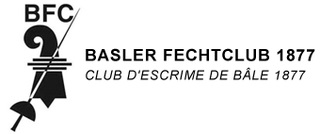 BFC
BASLER FECHTCLUB 1877
CLUB D'ESCRIME DE BÂLE 1877